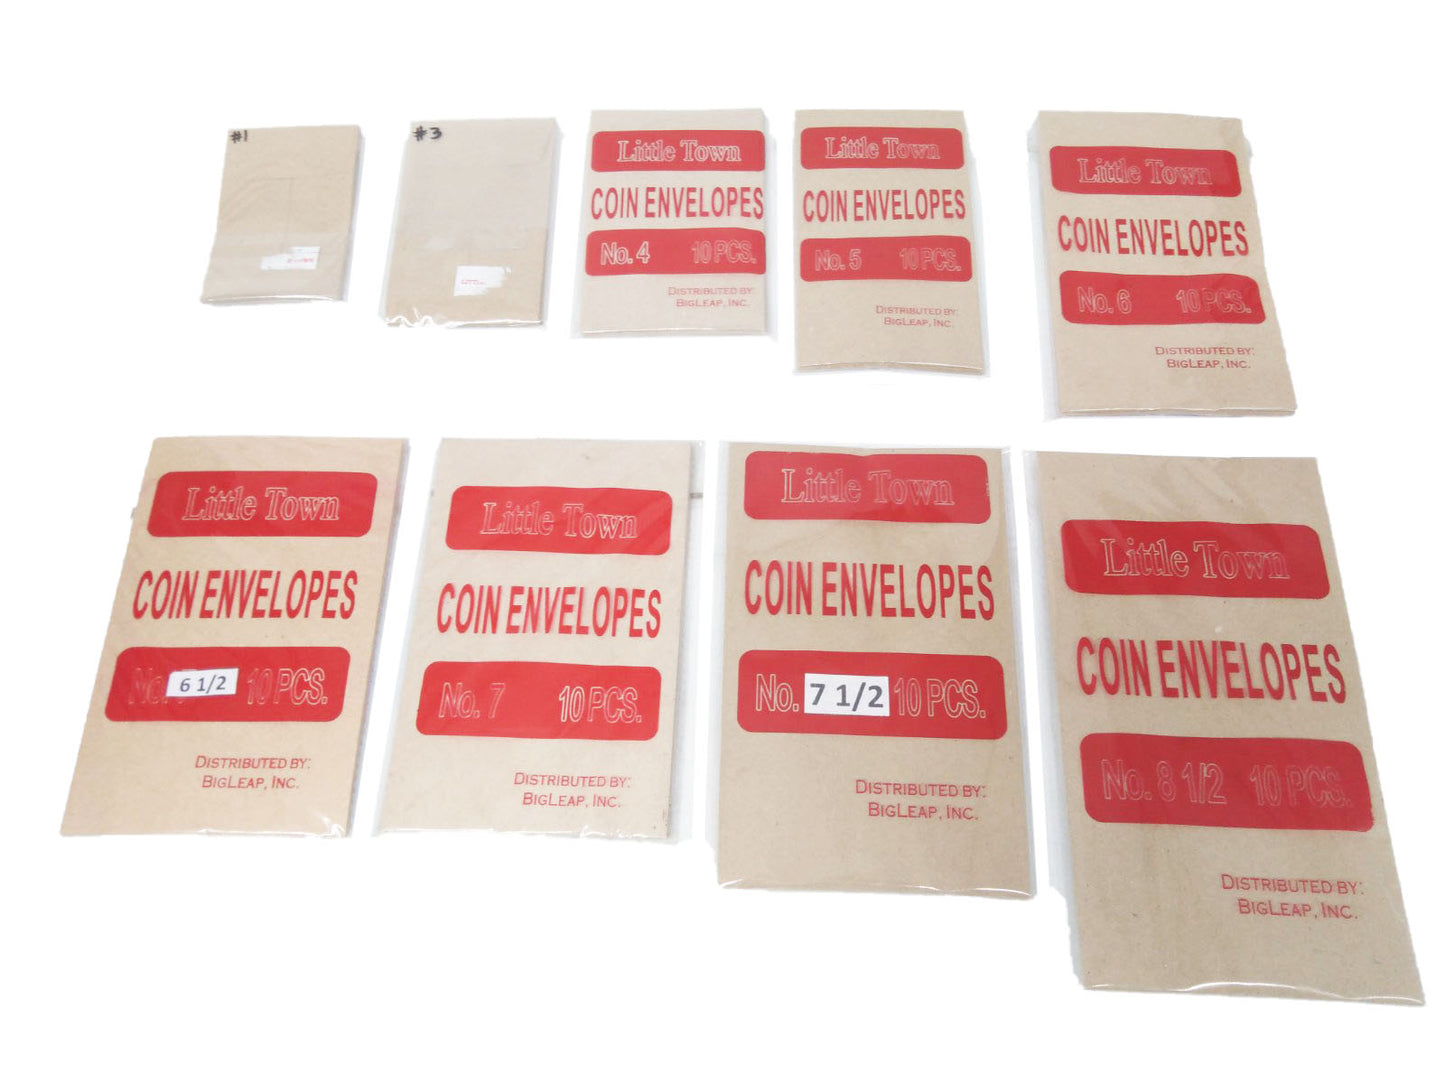 #1
#3
Little Town
COIN ENVELOPES
No. 4 10 PCS.
DISTRIBUTED BY:
BIGLEAP, INC.
Little Town
COIN ENVELOPES
No. 5 10 PCS.
DISTRIBUTED BY:
BIGLEAP, INC.
Little Town
COIN ENVELOPES
No. 6 10 PCS.
DISTRIBUTED BY:
BIGLEAP, INC.
Little Town
COIN ENVELOPES
No. 6 1/2 10 PCS.
DISTRIBUTED BY:
BIGLEAP, INC.
Little Town
COIN ENVELOPES
No. 7 10 PCS.
DISTRIBUTED BY:
BIGLEAP, INC.
Little Town
COIN ENVELOPES
No. 7 1/2 10 PCS.
DISTRIBUTED BY:
BIGLEAP, INC.
Little Town
COIN ENVELOPES
No. 8 1/2 10 PCS.
DISTRIBUTED BY:
BIGLEAP, INC.